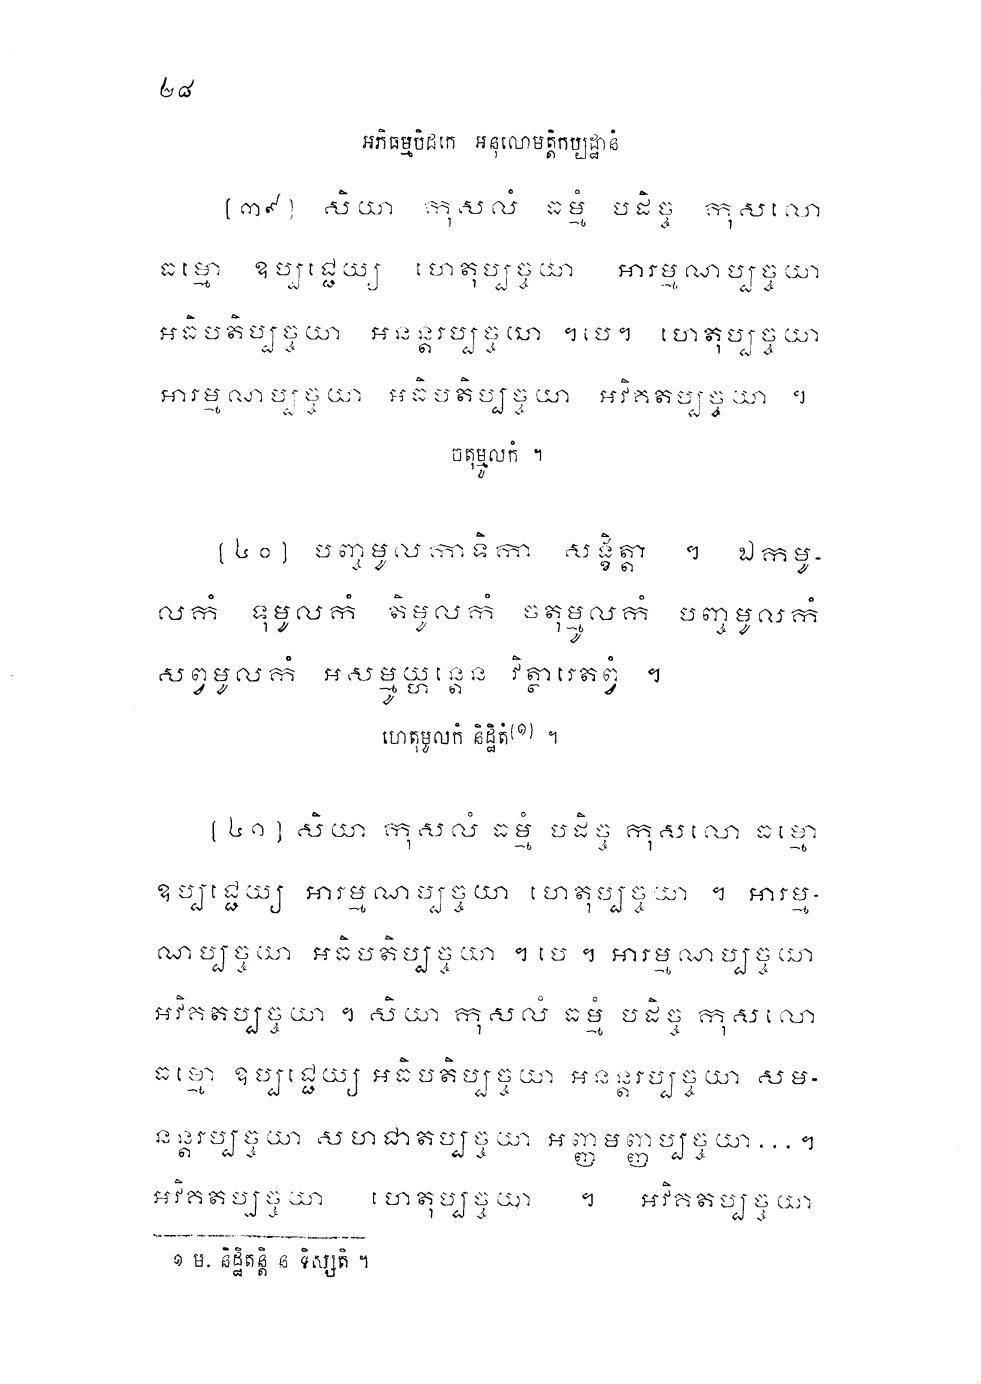 ២៨
អភិធម្មបិដកេ អនុលោមត្តិកប្បដ្ឋានំ
(៣៩) សិយា កុសលំ ធម្មំ បដិច្ច កុសលោ
ធម្មោ ឧប្បជ្ជេយ្យ ហេតុប្បច្ចយា អារម្មណប្បច្ចយា
អធិបតិប្បច្ចយា អនន្តរប្បច្ចយា ។បេ។ ហេតុប្បច្ចយា
អារម្មណប្បច្ចយា អធិបតិប្បច្ចយា អវិគតប្បច្ចយា ។
ចតុម្មូលកំ ។
(៤០) បញ្ចមូលកាទិកា សង្ខិត្តា ។ ឯកមូ-
លកំ ទុមូលកំ តិមូលកំ ចតុម្មូលកំ បញ្ចមូលកំ
សព្វមូលកំ អសម្មូយ្ហន្តេន វិត្ថារេតព្វំ ។
ហេតុមូលកំ និដ្ឋិតំ(១) ។
(៤១) សិយា កុសលំ ធម្មំ បដិច្ច កុសលោ ធម្មោ
ឧប្បជ្ជេយ្យ អារម្មណប្បច្ចយា ហេតុប្បច្ចយា ។ អារម្ម-
ណប្បច្ចយា អធិបតិប្បច្ចយា ។ បេ ។ អារម្មណប្បច្ចយា
អវិគតប្បច្ចយា ។ សិយា កុសលំ ធម្មំ បដិច្ច កុសលោ
ធម្មោ ឧប្បជ្ជេយ្យ អធិបតិប្បច្ចយា អនន្តរប្បច្ចយា សម-
នន្តរប្បច្ចយា សហជាតប្បច្ចយា អញ្ញមញ្ញប្បច្ចយា...។
អវិគតប្បច្ចយា ហេតុប្បច្ចយា ។ អវិគតប្បច្ចយា
១ ម. និដ្ឋិតន្តិ ន ទិស្សតិ ។